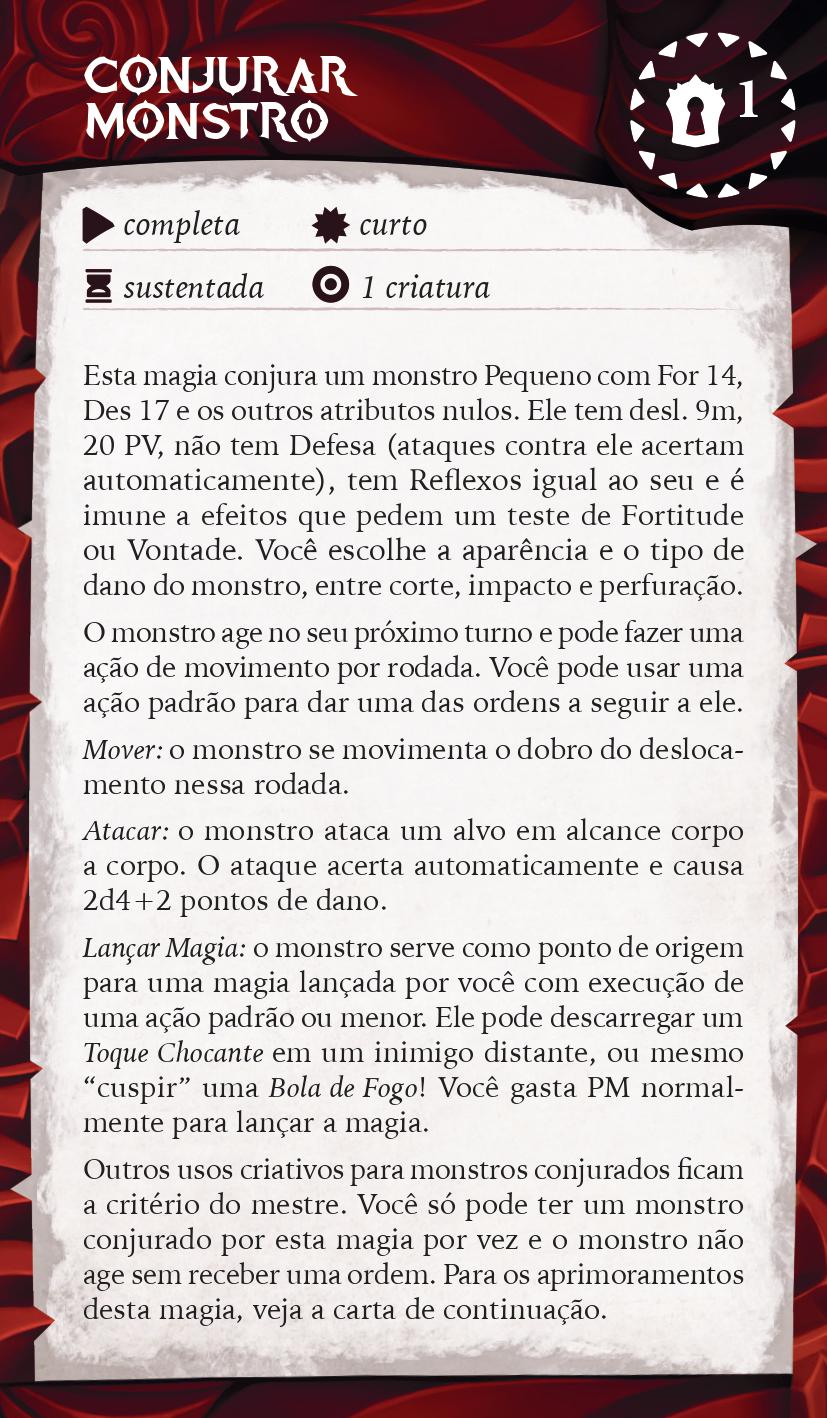 CONJURAR
MONSTRO
1
completa curto
sustentada 1 criatura
Esta magia conjura um monstro Pequeno com For 14,
Des 17 e os outros atributos nulos. Ele tem desl. 9m,
20 PV, não tem Defesa (ataques contra ele acertam
automaticamente), tem Reflexos igual ao seu e é
imune a efeitos que pedem um teste de Fortitude
ou Vontade. Você escolhe a aparência e o tipo de
dano do monstro, entre corte, impacto e perfuração.
O monstro age no seu próximo turno e pode fazer uma
ação de movimento por rodada. Você pode usar uma
ação padrão para dar uma das ordens a seguir a ele.
Mover: o monstro se movimenta o dobro do desloca-
mento nessa rodada.
Atacar: o monstro ataca um alvo em alcance corpo
a corpo. O ataque acerta automaticamente e causa
2d4+2 pontos de dano.
Lançar Magia: o monstro serve como ponto de origem
para uma magia lançada por você com execução de
uma ação padrão ou menor. Ele pode descarregar um
Toque Chocante em um inimigo distante, ou mesmo
“cuspir” uma Bola de Fogo! Você gasta PM normal-
mente para lançar a magia.
Outros usos criativos para monstros conjurados ficam
a critério do mestre. Você só pode ter um monstro
conjurado por esta magia por vez e o monstro não
age sem receber uma ordem. Para os aprimoramentos
desta magia, veja a carta de continuação.